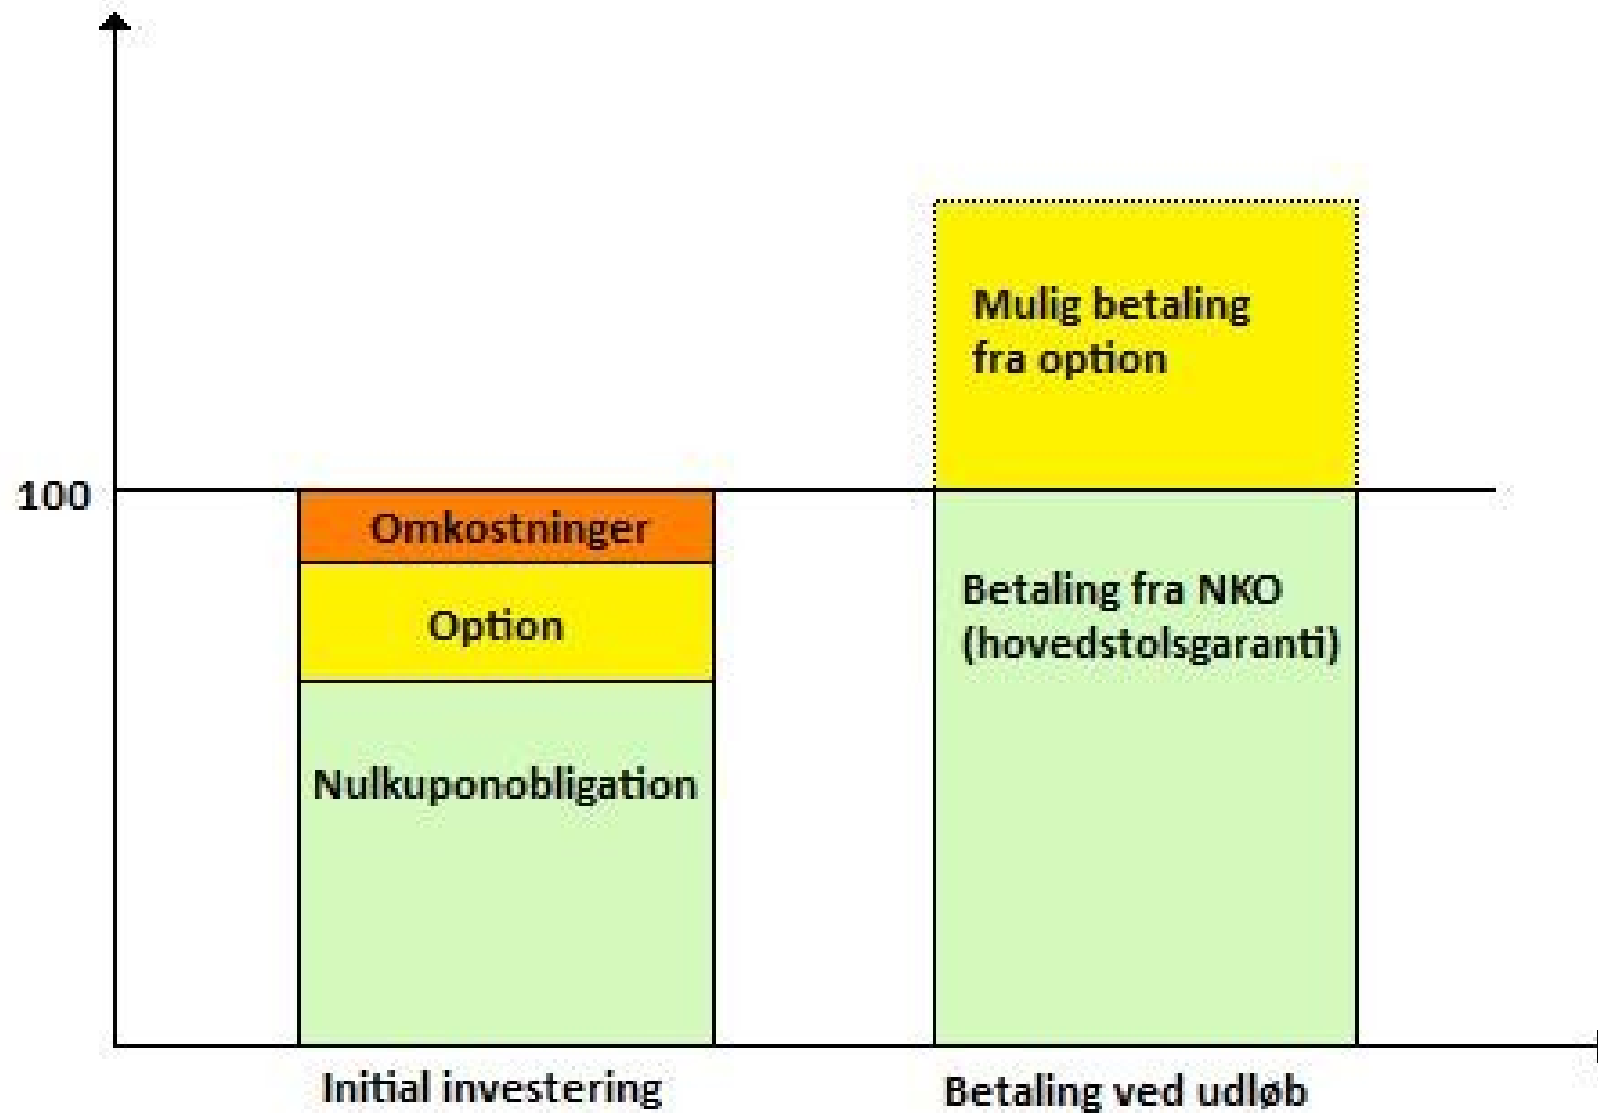 Mulig betaling
fra option
100
Omkostninger
Option
Nulkuponobligation
Betaling fra NKO
(hovedstolsgaranti)
Initial investering
Betaling ved udløb